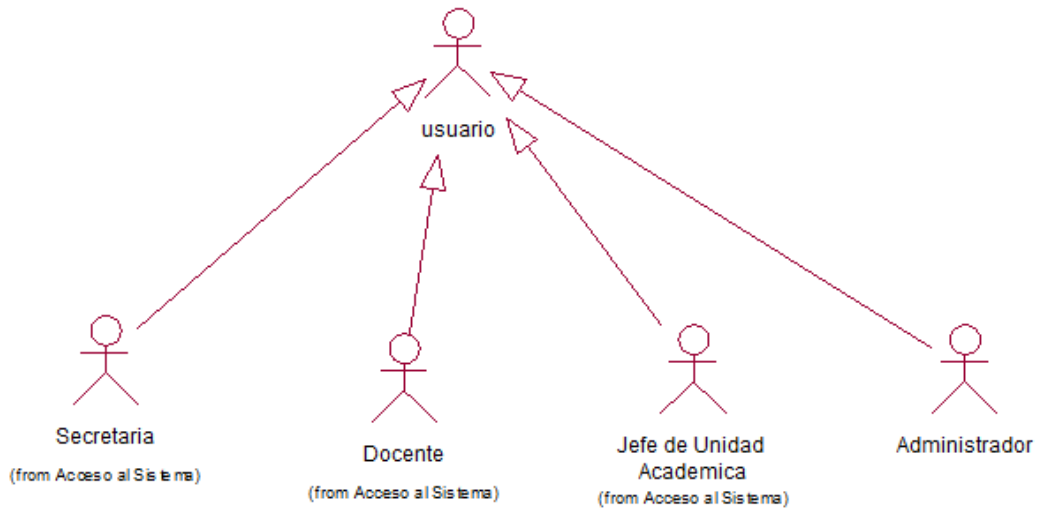 usuario
Secretaria
(from Acceso al Sistema)
Docente
(from Acceso al Sistema)
Jefe de Unidad
Academica
(from Acceso al Sistema)
Administrador